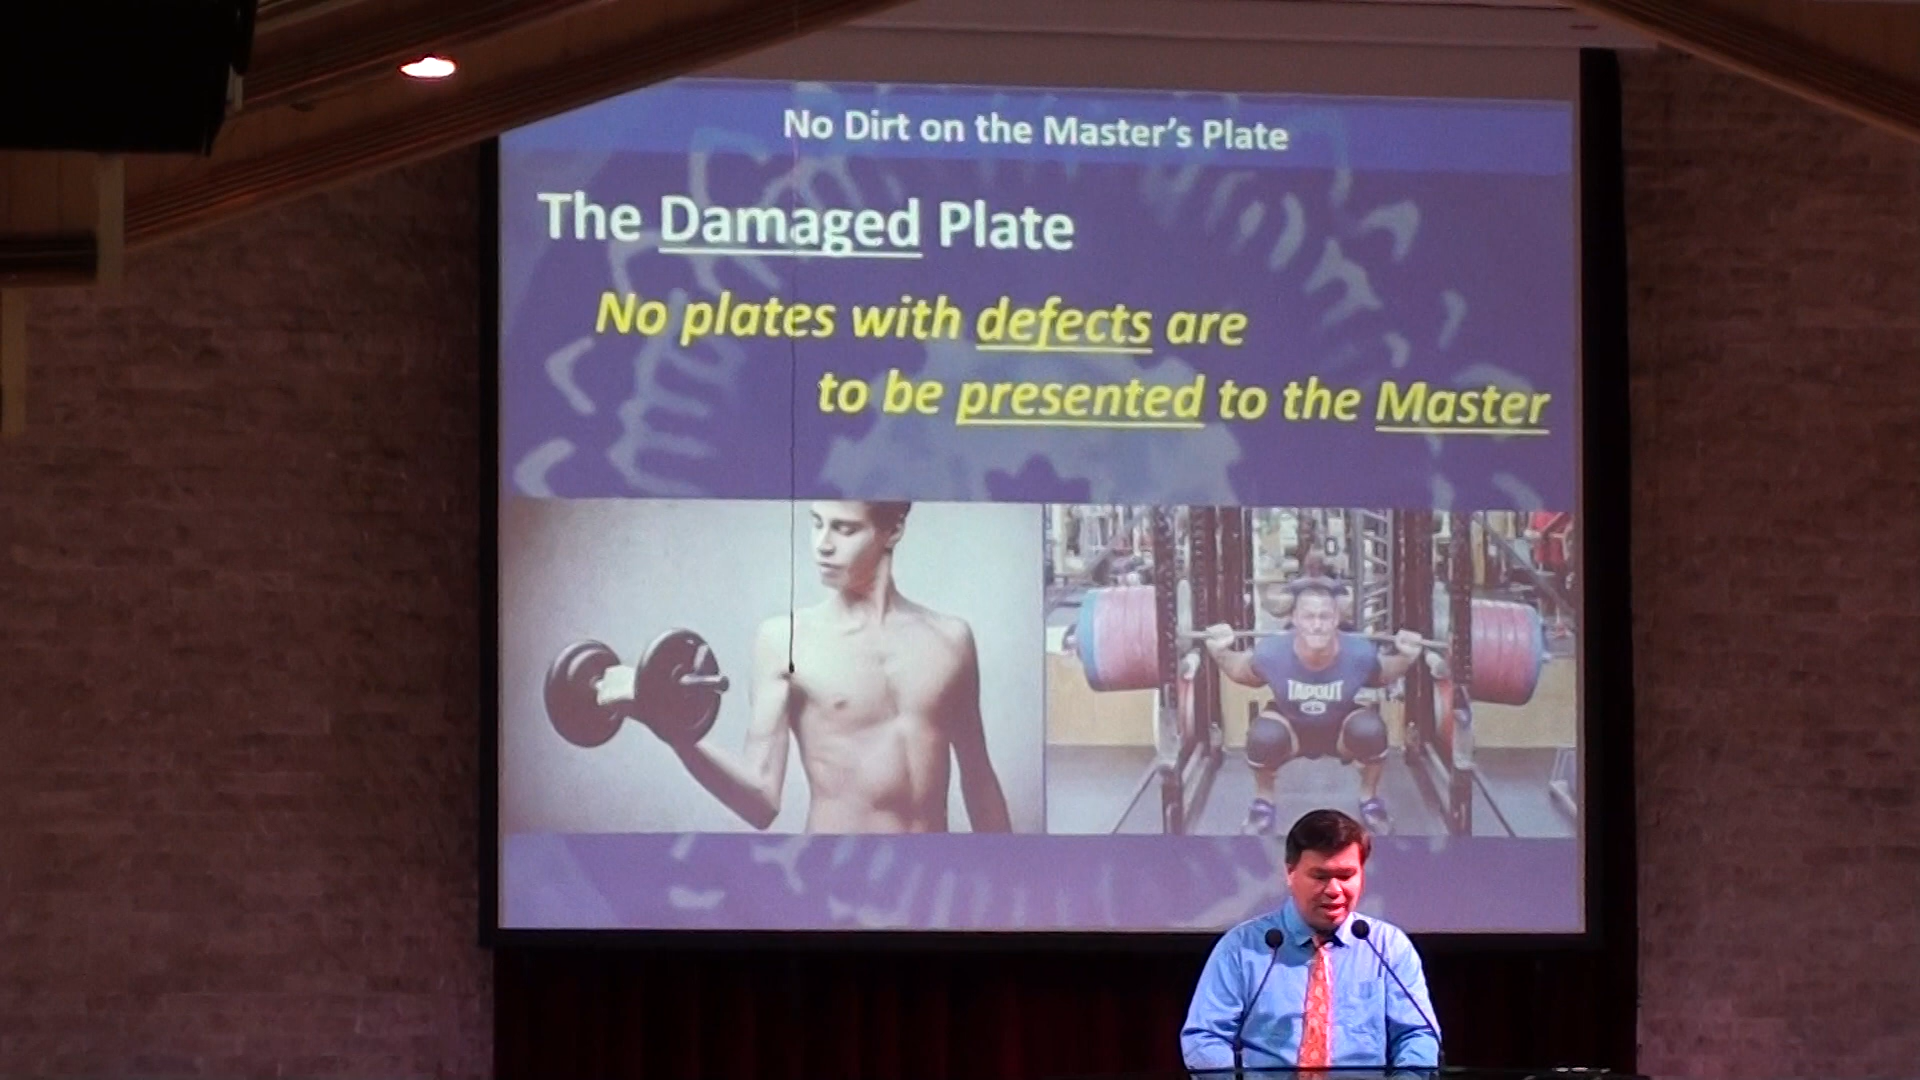 No Dirt on the Master's Plate
The Damaged Plate
No plates with defects are
to be presented to the Master
TAPOUT